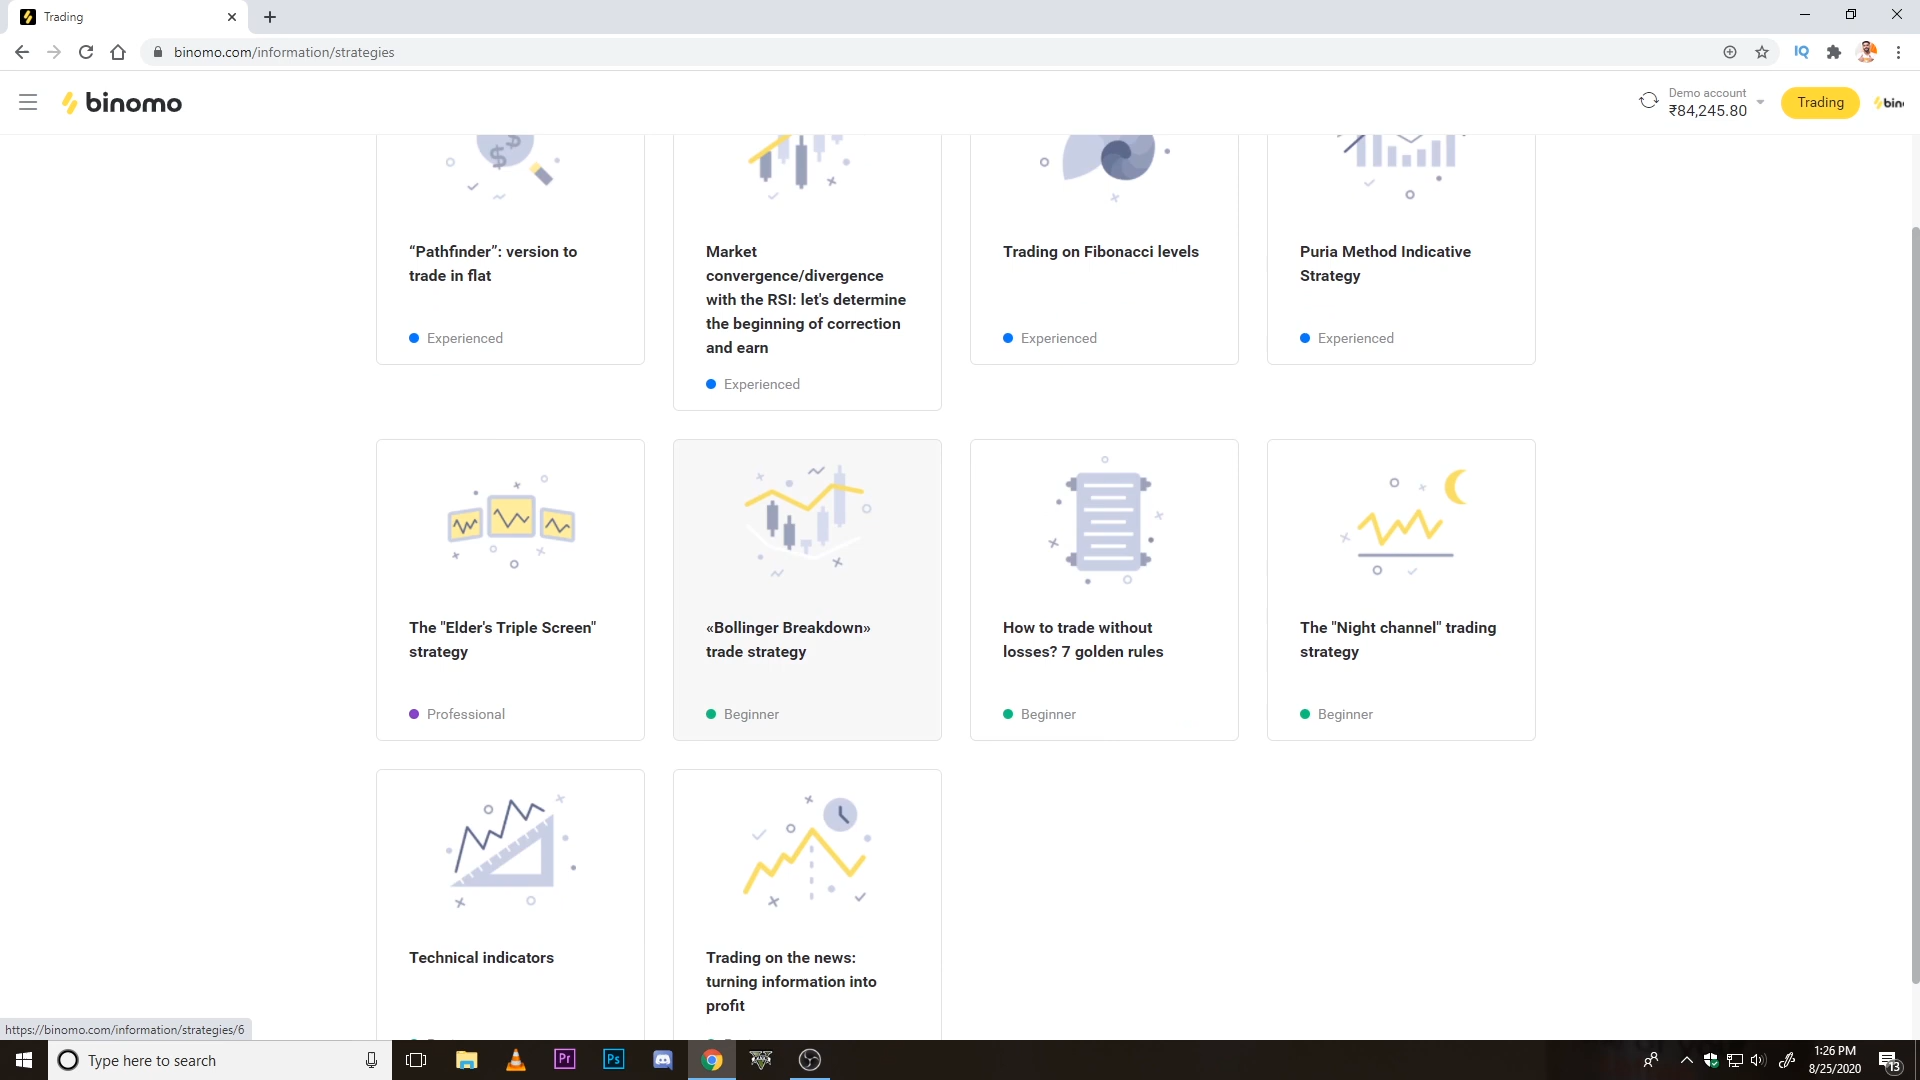 Trading
binomo.com/information/strategies
IQ
binomo
Demo account
₹84,245.80
Trading
bin
“Pathfinder”: version to
trade in flat
Experienced
Market
convergence/divergence
with the RSI: let's determine
the beginning of correction
and earn
Experienced
Trading on Fibonacci levels
Experienced
Puria Method Indicative
Strategy
Experienced
The "Elder's Triple Screen"
strategy
Professional
«Bollinger Breakdown»
trade strategy
Beginner
How to trade without
losses? 7 golden rules
Beginner
The "Night channel" trading
strategy
Beginner
Technical indicators
Trading on the news:
turning information into
profit
https://binomo.com/information/strategies/6
Type here to search
Pr
Ps
1:26 PM
8/25/2020
13